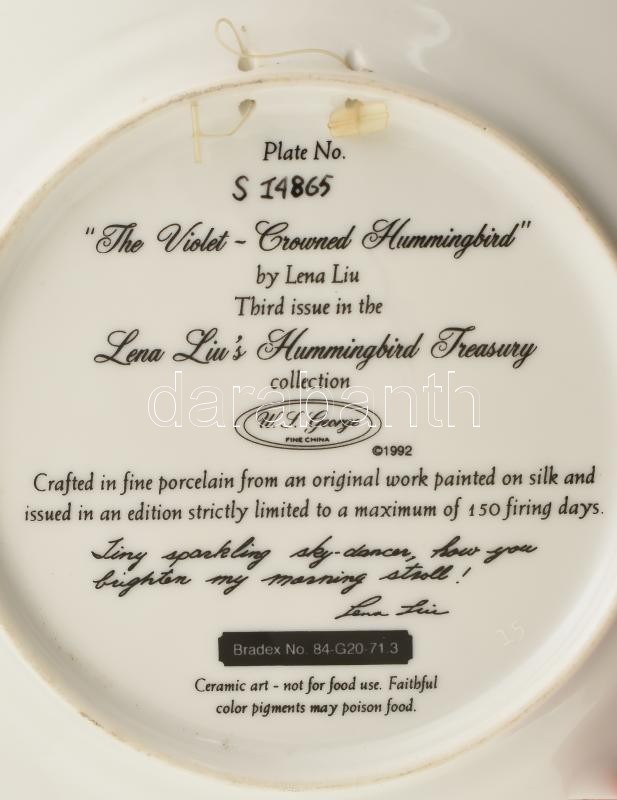 Plate No.
S 14865
"The Violet - Crowned Hummingbird"
by Lena Liu
Third issue in the
Lena Liu's Hummingbird Treasury
collection
darabanth
W. S. George
FINE CHINA
©1992
Crafted in fine porcelain from an original work painted on silk and
issued in an edition strictly limited to a maximum of 150 firing days.
Tiny sparkling sky-dancer, how you
brighten my morning stroll!
Lena Liu
15
Bradex No. 84-G20-71.3
Ceramic art - not for food use. Faithful
color pigments may poison food.